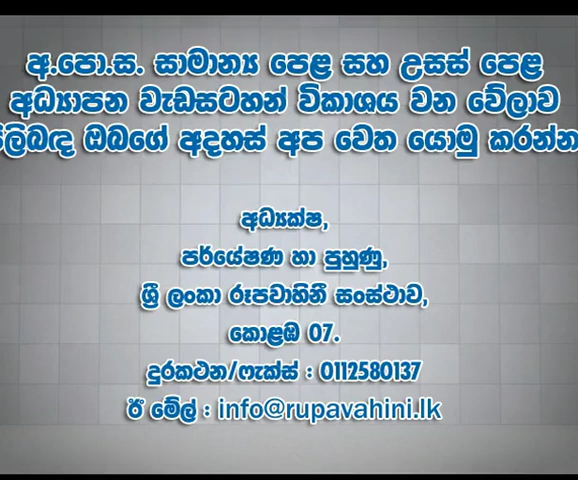 අ.පො.ස. සාමාන්‍ය පෙළ සහ උසස් පෙළ
අධ්‍යාපන වැඩසටහන් විකාශය වන වේලාව
ඔබගේ අදහස් අප වෙත යොමු කරන්න
අධ්‍යක්ෂ,
පර්යේෂණ හා පුහුණු,
ශ්‍රී ලංකා රූපවාහිනී සංස්ථාව,
කොළඹ 07.
දුරකථන/ෆැක්ස් : 0112580137
ඊ මේල් : info@rupavahini.lk